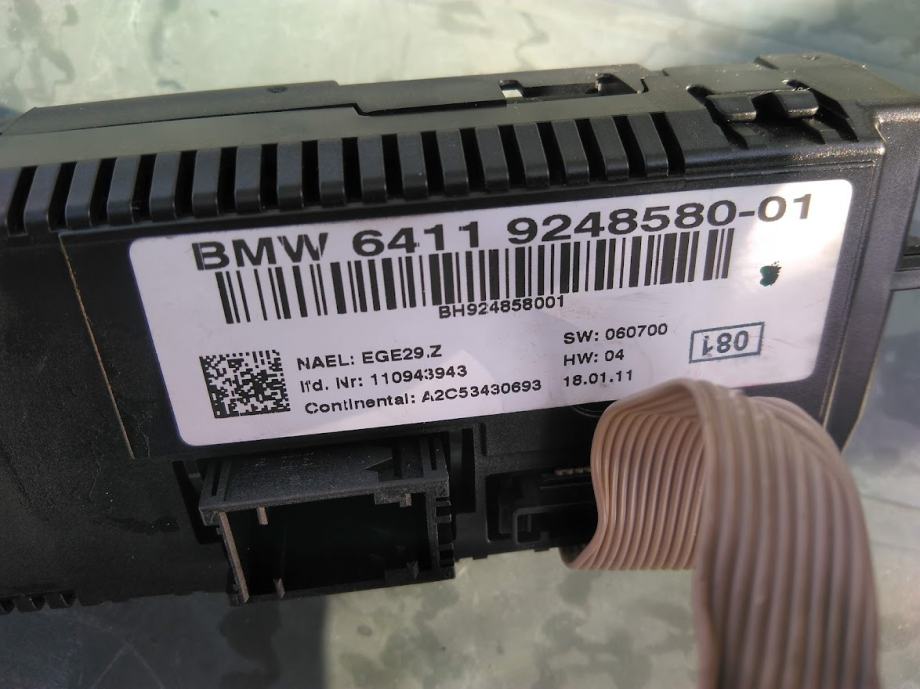 BMW 6411 9248580-01
BH924858001
NAEL: EGE29.Z
lfd. Nr: 110943943
Continental: A2C53430693
SW: 060700
HW: 04
18.01.11
081